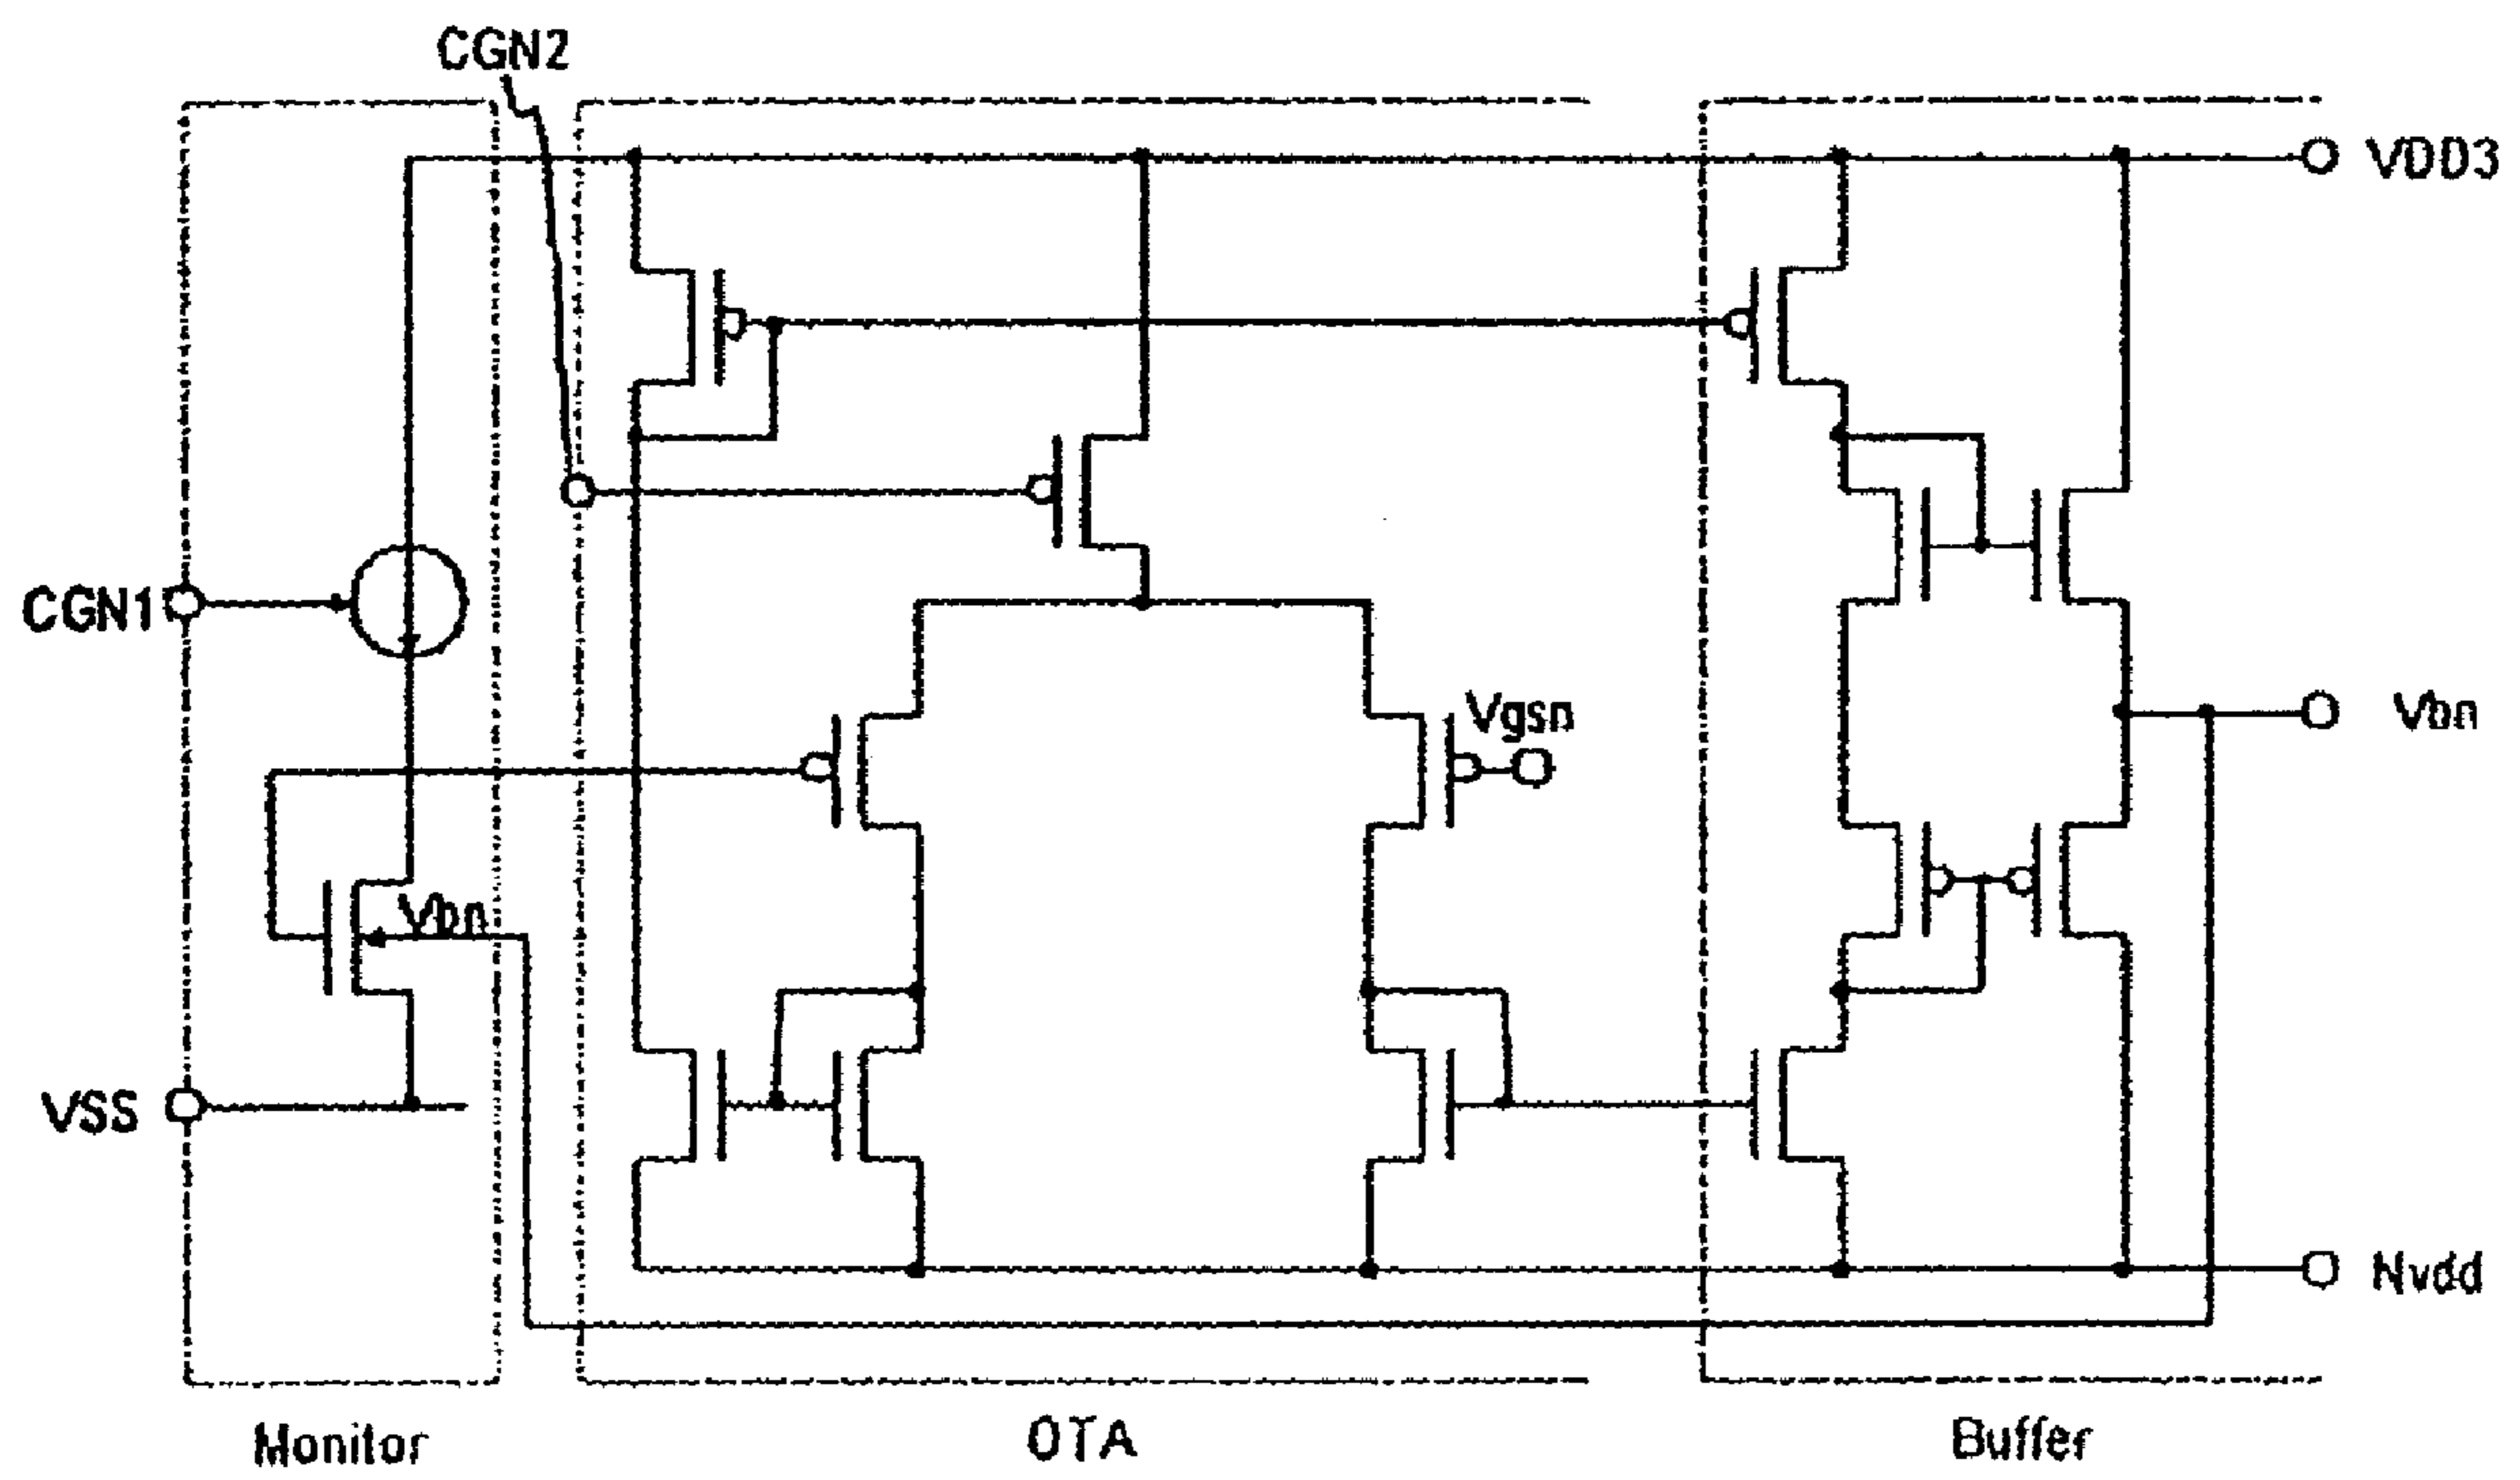 CGN2
VDD3
CGN1
Vgsn
Vbn
Vbn
VSS
Nvdd
Monitor
OTA
Buffer